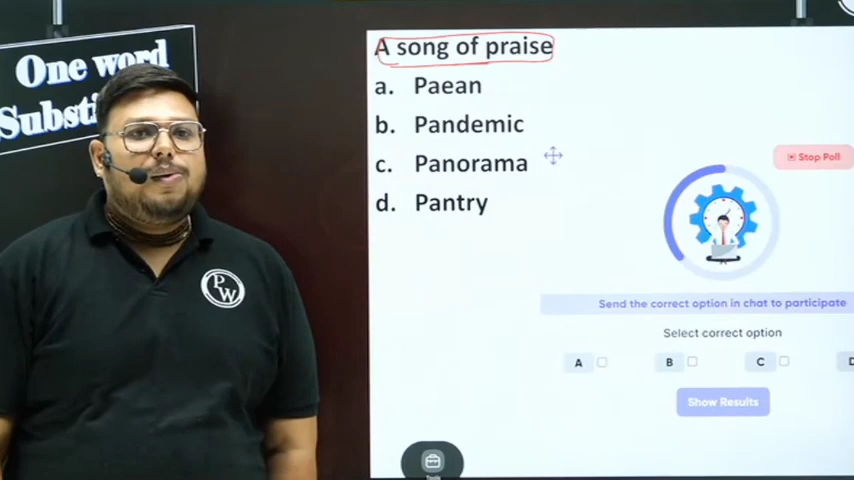 One word
A song of praise
a. Paean
b. Pandemic
c. Panorama
d. Pantry
Stop Poll
Send the correct option in chat to participate
Select correct option
A
B
C
Show Results
PW